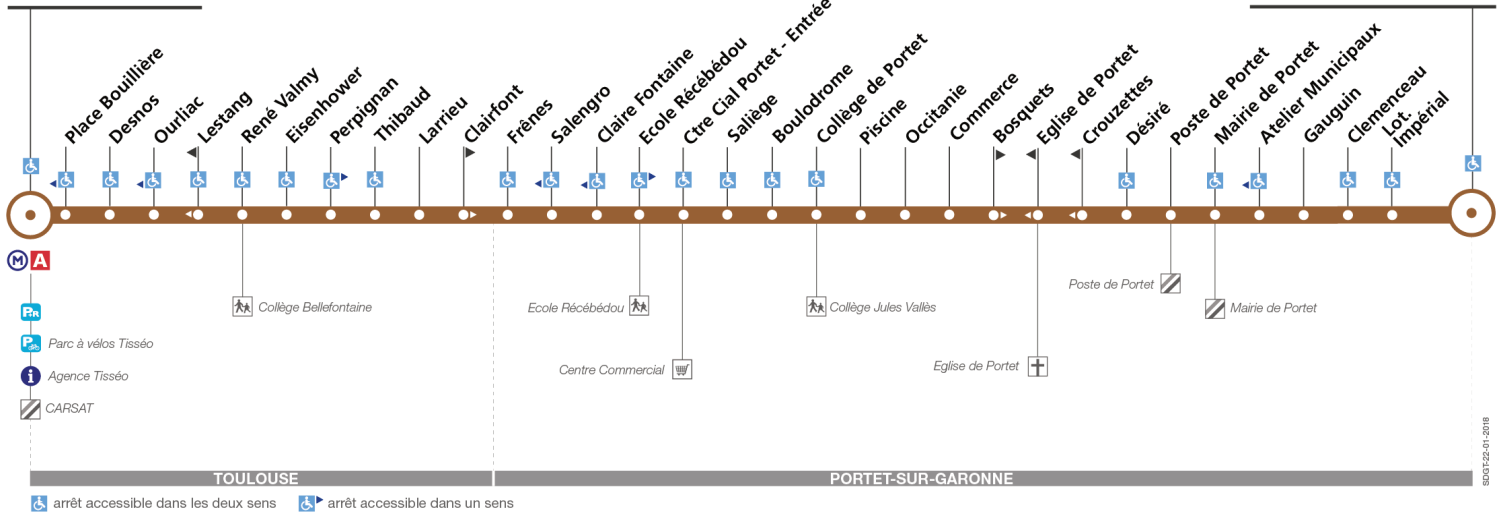 Place Bouillière
Desnos
Ourliac
Lestang
René Valmy
Eisenhower
Perpignan
Thibaud
Larrieu
Clairfont
Frênes
Salengro
Claire Fontaine
Ecole Récébédou
Ctre Cial Portet - Entrée
Saliège
Boulodrome
Collège de Portet
Piscine
Occitanie
Commerce
Bosquets
Eglise de Portet
Crouzettes
Désiré
Poste de Portet
Mairie de Portet
Atelier Municipaux
Gauguin
Clemenceau
Lot.
Impérial
M A
PR
Parc à vélos Tisséo
P
i Agence Tisséo
CARSAT
Collège Bellefontaine
Ecole Récébédou
Centre Commercial
Collège Jules Vallès
Eglise de Portet
Poste de Portet
Mairie de Portet
TOULOUSE
PORTET-SUR-GARONNE
arrêt accessible dans les deux sens
arrêt accessible dans un sens
SDGT-22-01-2018